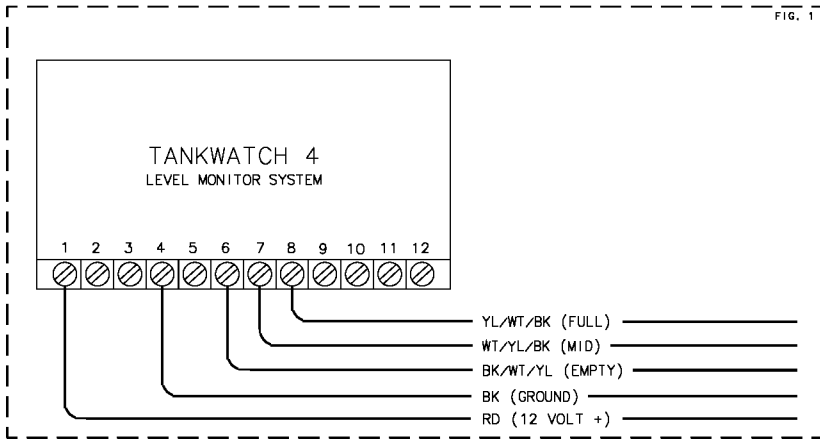 FIG. 1
TANKWATCH 4
LEVEL MONITOR SYSTEM
1 2 3 4 5 6 7 8 9 10 11 12
YL/WT/BK (FULL)
WT/YL/BK (MID)
BK/WT/YL (EMPTY)
BK (GROUND)
RD (12 VOLT +)